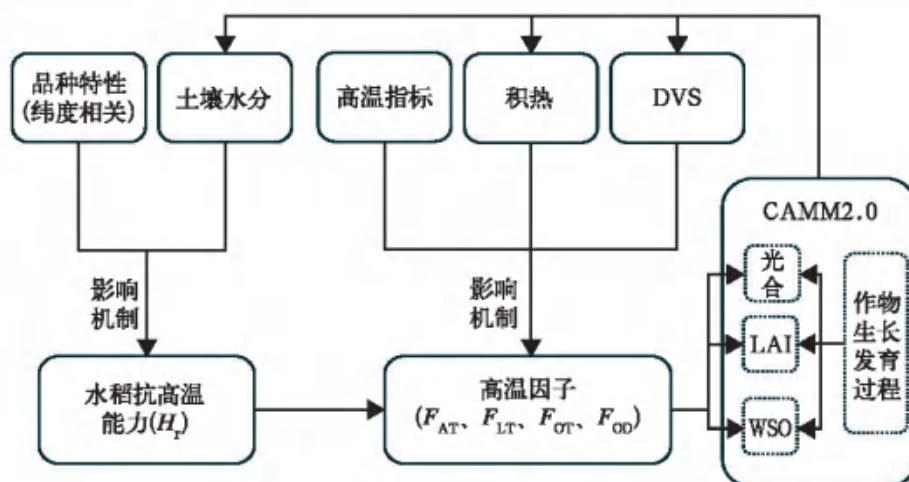 品种特性
(纬度相关)
土壤水分
高温指标
积热
DVS
影响
机制
影响
机制
水稻抗高温
能力(Hr)
高温因子
(FAT、FLT、FOT、FOD)
CAMM2.0
光
合
LAI
WSO
作物
生长
发育
过程